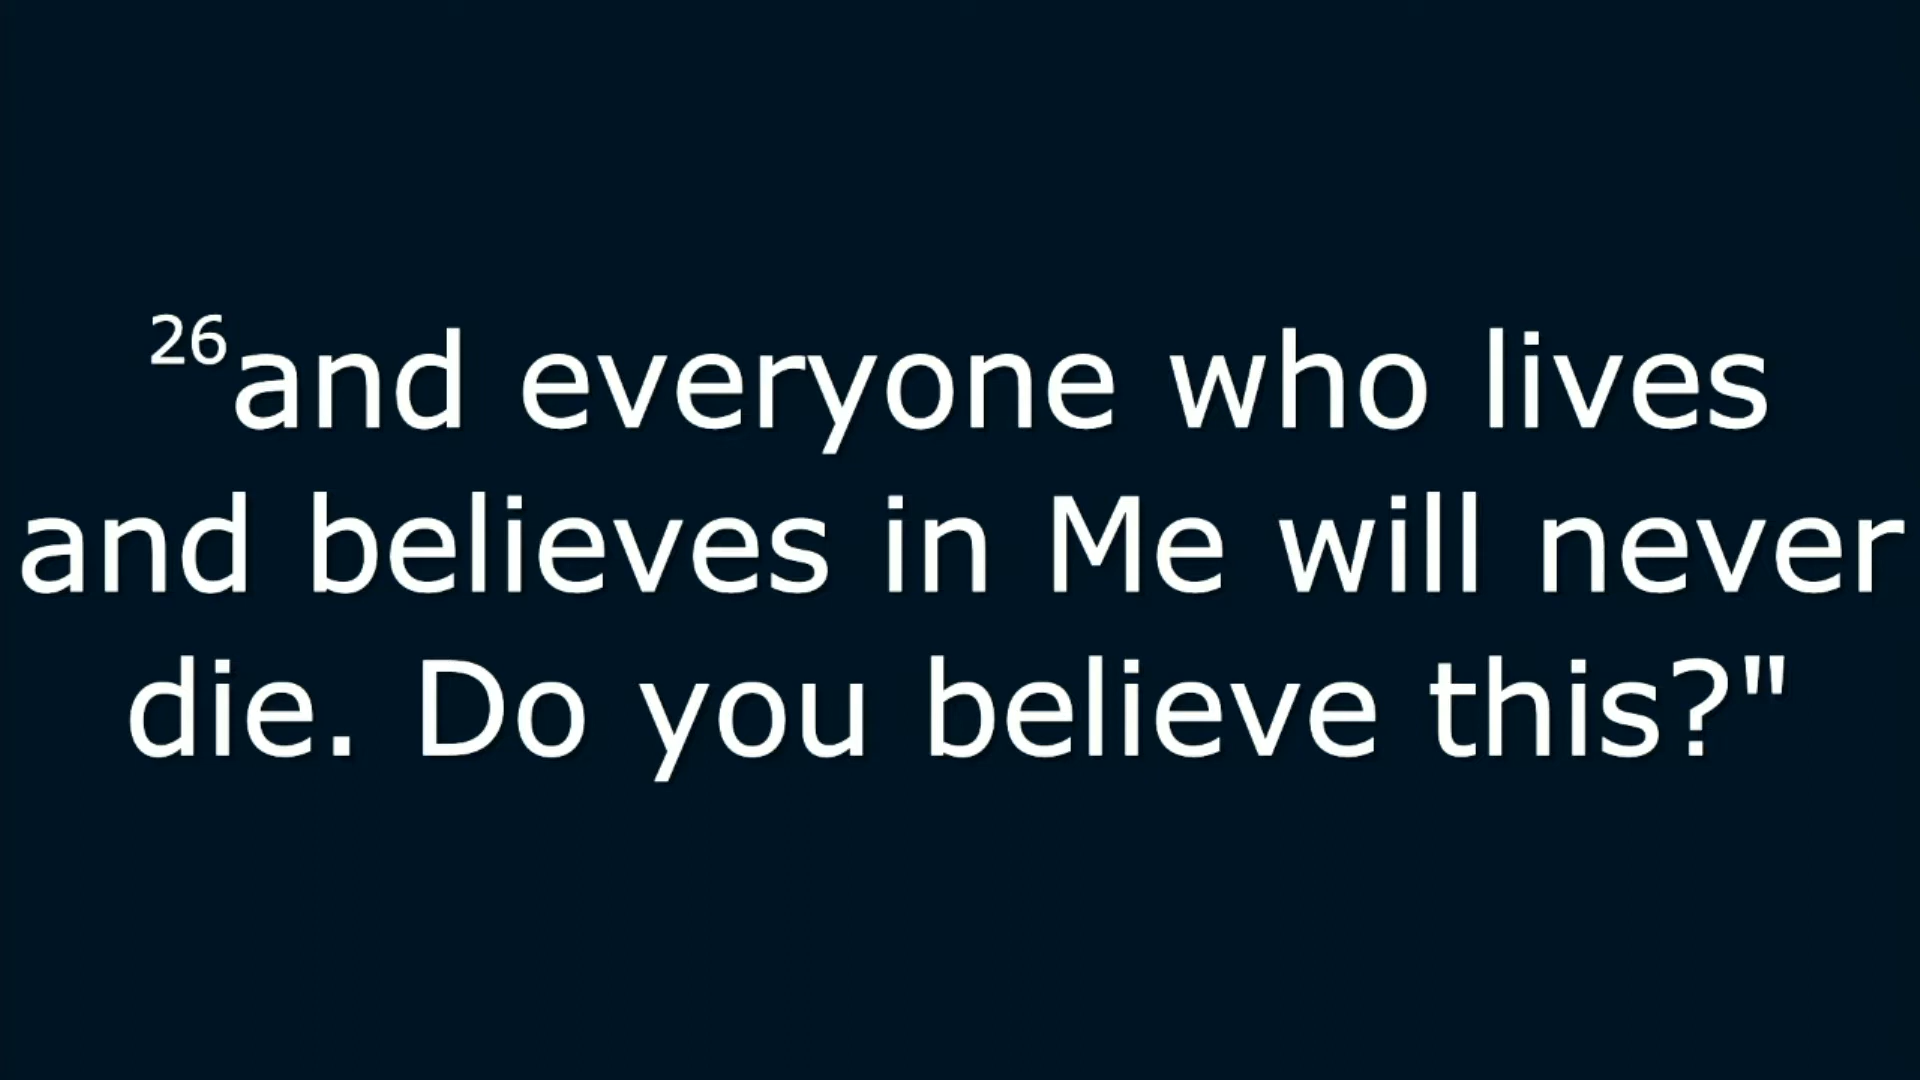 26and everyone who lives
and believes in Me will never
die. Do you believe this?"